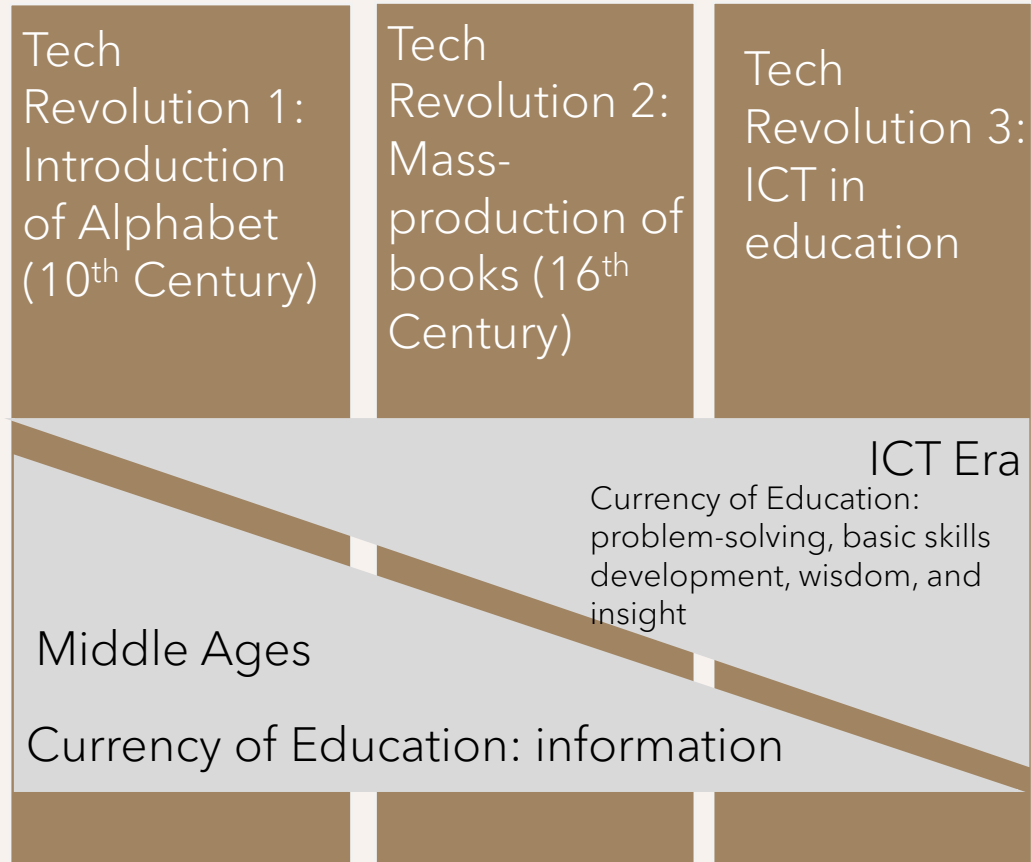 Tech
Revolution 1:
Introduction
of Alphabet
(10th Century)
Tech
Revolution 2:
Mass-
production of
books (16th
Century)
Tech
Revolution 3:
ICT in
education
ICT Era
Currency of Education:
problem-solving, basic skills
development, wisdom, and
insight
Middle Ages
Currency of Education: information